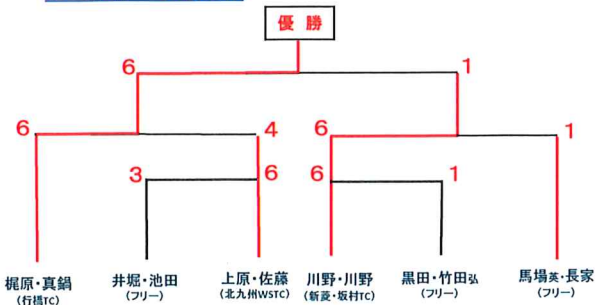 優勝
6
1
6
4
6
1
3
6
6
1
梶原・真鍋
(行橋TC)
井堀・池田
(フリー)
上原・佐藤
(北九州WSTC)
川野・川野
(新菱・坂村TC)
黒田・竹田弘
(フリー)
馬場英・長家
(フリー)